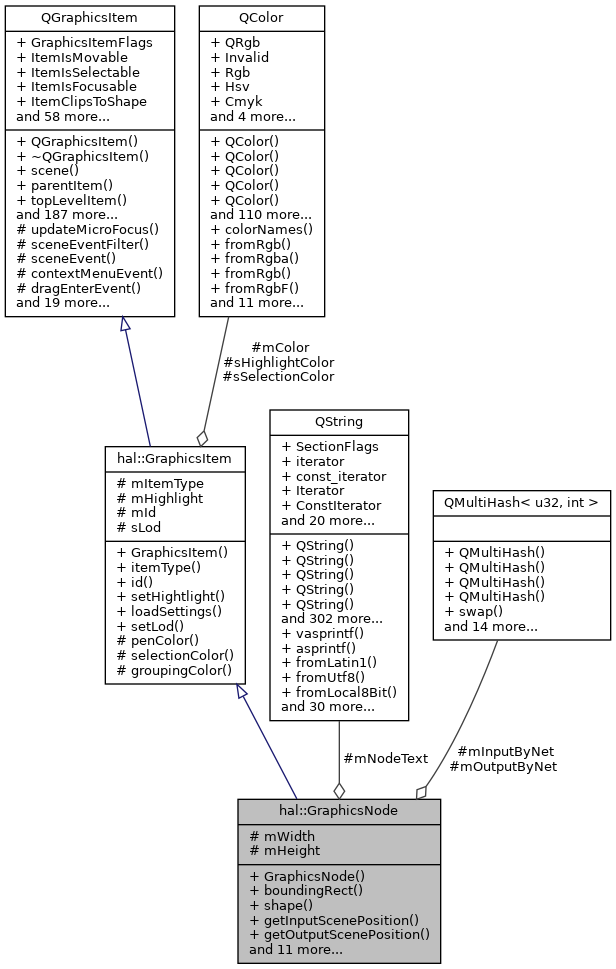 QGraphicsItem
+ GraphicsItemFlags
+ ItemIsMovable
+ ItemIsSelectable
+ ItemIsFocusable
+ ItemClipsToShape
and 58 more...
+ QGraphicsItem()
+ ~QGraphicsItem()
+ scene()
+ parentItem()
+ topLevelItem()
and 187 more...
# updateMicroFocus()
# sceneEventFilter()
# sceneEvent()
# contextMenuEvent()
# dragEnterEvent()
and 19 more...
QColor
+ QRgb
+ Invalid
+ Rgb
+ Hsv
+ Cmyk
and 4 more...
+ QColor()
+ QColor()
+ QColor()
+ QColor()
+ QColor()
and 110 more...
+ colorNames()
+ fromRgb()
+ fromRgba()
+ fromRgb()
+ fromRgbF()
and 11 more...
#mColor
#sHighlightColor
#sSelectionColor
hal::GraphicsItem
# mItemType
# mHighlight
# mId
# sLod
+ GraphicsItem()
+ itemType()
+ id()
+ setHightlight()
+ loadSettings()
+ setLod()
# penColor()
# selectionColor()
# groupingColor()
QString
+ SectionFlags
+ iterator
+ const_iterator
+ Iterator
+ ConstIterator
and 20 more...
+ QString()
+ QString()
+ QString()
+ QString()
+ QString()
and 302 more...
+ vasprintf()
+ asprintf()
+ fromLatin1()
+ fromUtf8()
+ fromLocal8Bit()
and 30 more...
QMultiHash< u32, int >
+ QMultiHash()
+ QMultiHash()
+ QMultiHash()
+ QMultiHash()
+ swap()
and 14 more...
#mNodeText
#mInputByNet
#mOutputByNet
hal::GraphicsNode
# mWidth
# mHeight
+ GraphicsNode()
+ boundingRect()
+ shape()
+ getInputScenePosition()
+ getOutputScenePosition()
and 11 more...